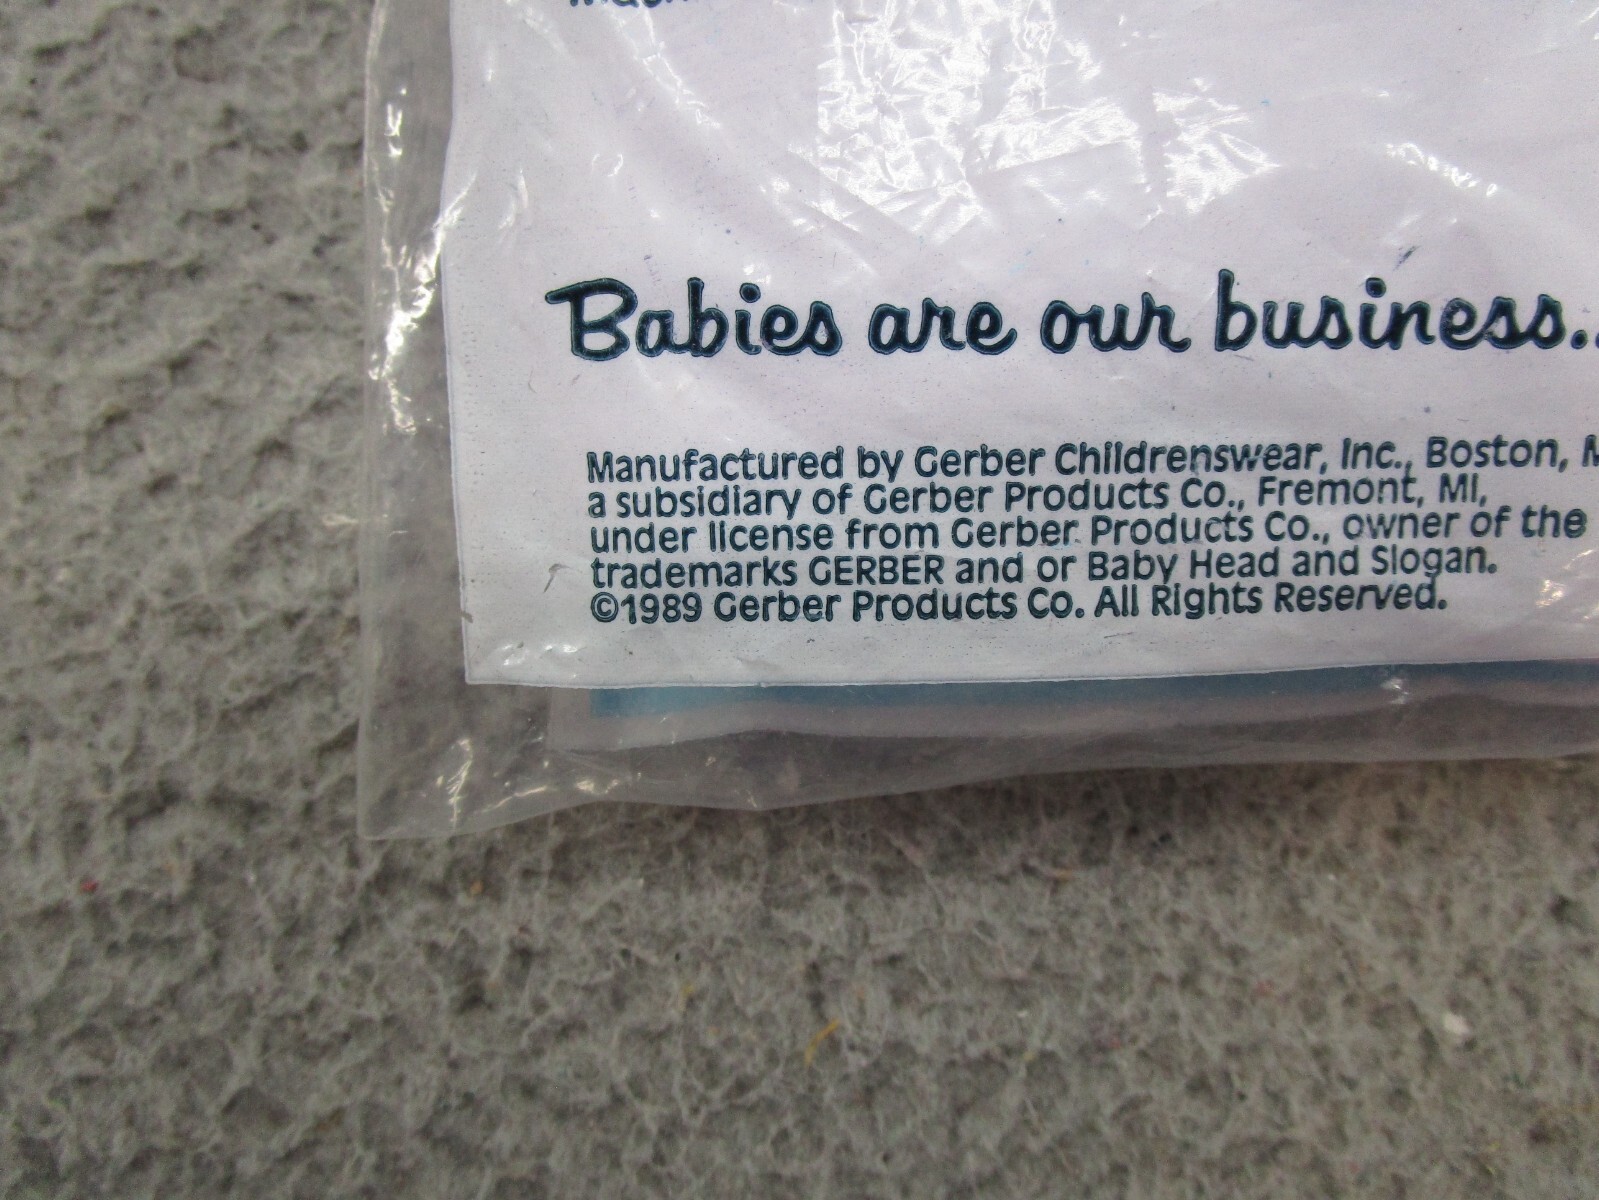 Babies are our business..
Manufactured by Gerber Childrenswear, Inc., Boston,
a subsidiary of Gerber Products Co., Fremont, MI,
under license from Gerber Products Co., owner of the
trademarks GERBER and or Baby Head and Slogan.
©1989 Gerber Products Co. All Rights Reserved.